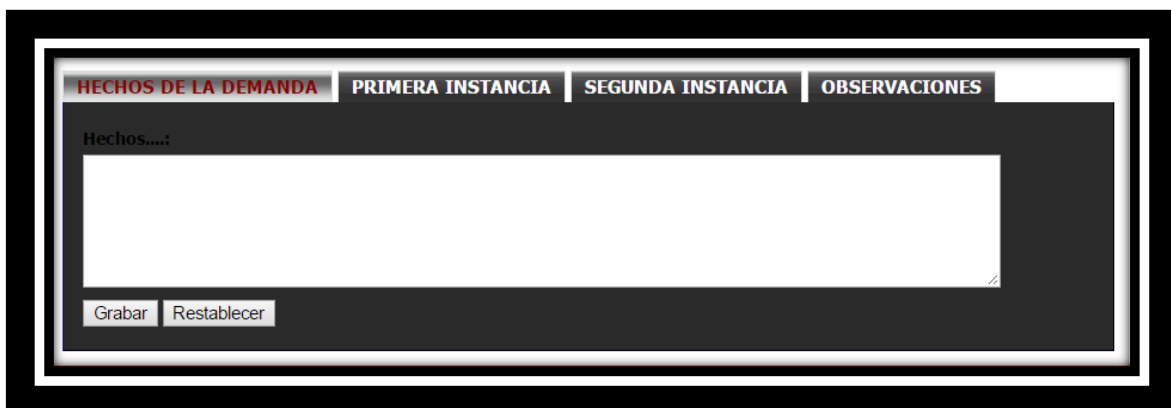 HECHOS DE LA DEMANDA PRIMERA INSTANCIA SEGUNDA INSTANCIA OBSERVACIONES
Hechos....:
Grabar Restablecer